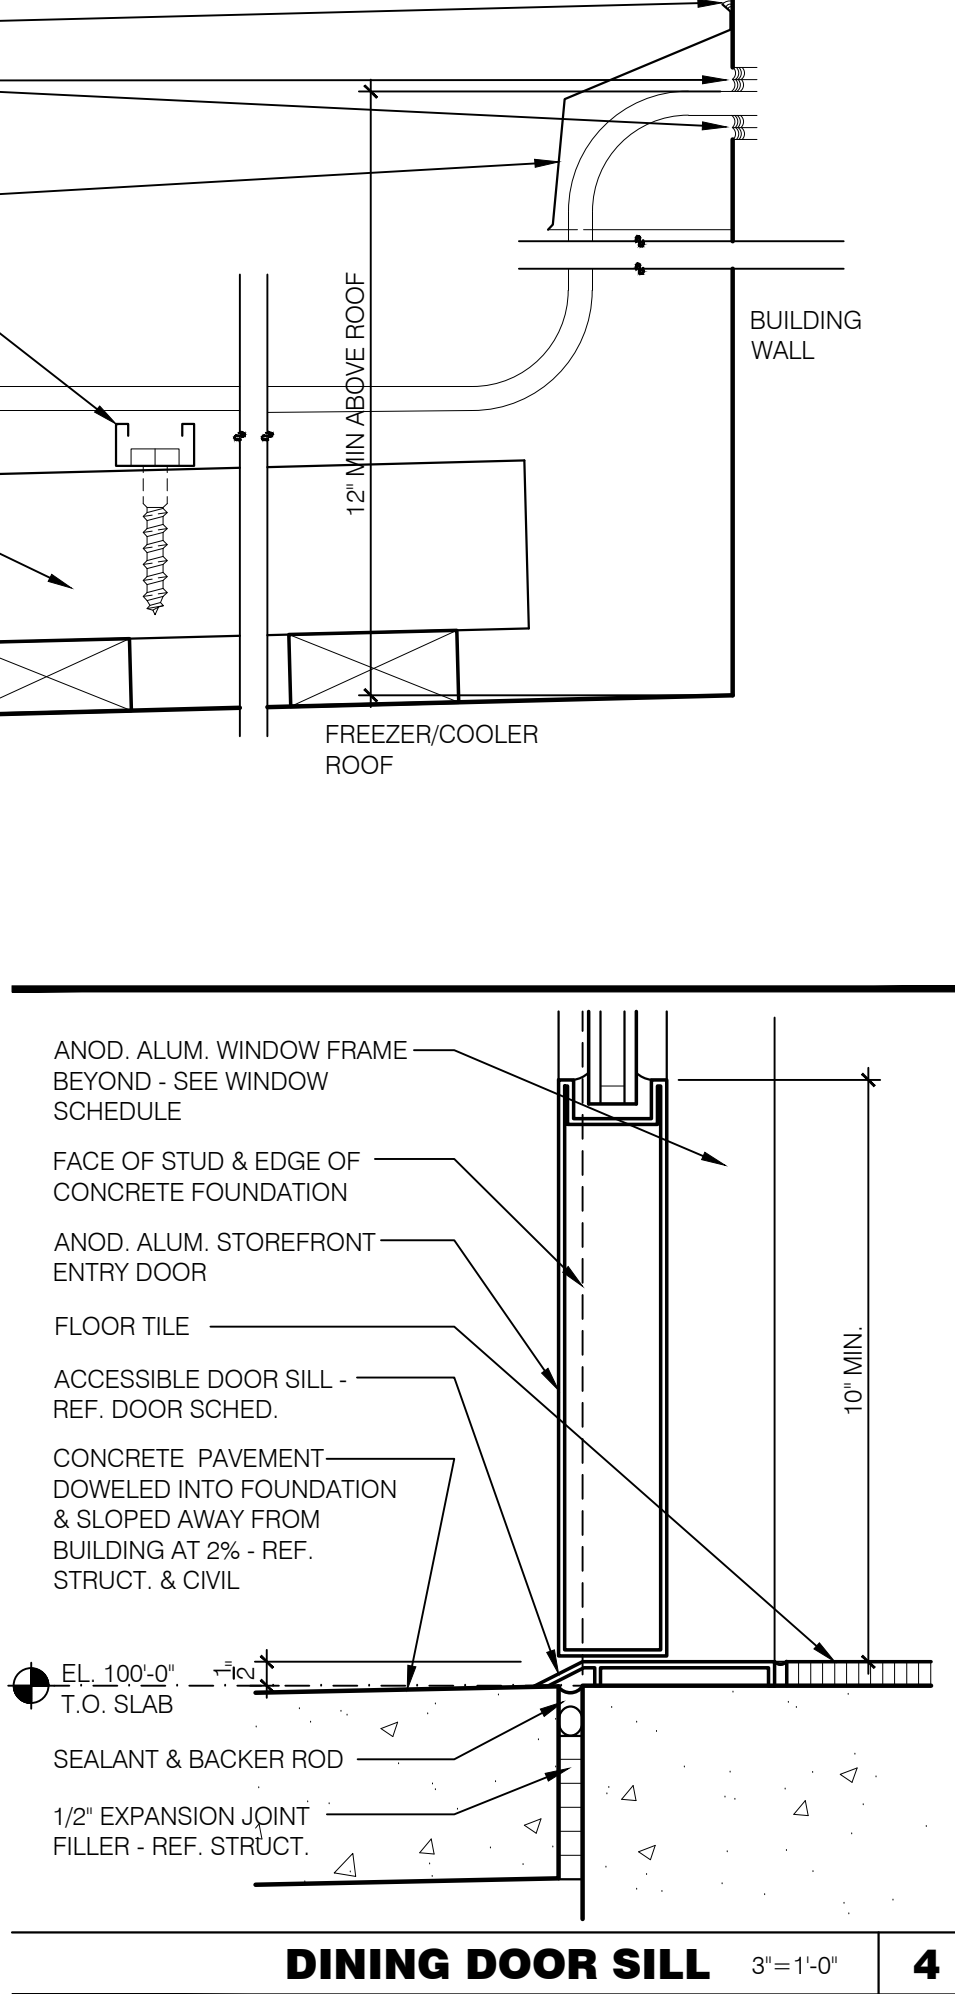 BUILDING
WALL
12" MIN ABOVE ROOF
FREEZER/COOLER
ROOF
ANOD. ALUM. WINDOW FRAME
BEYOND - SEE WINDOW
SCHEDULE
FACE OF STUD & EDGE OF
CONCRETE FOUNDATION
ANOD. ALUM. STOREFRONT
ENTRY DOOR
FLOOR TILE
ACCESSIBLE DOOR SILL -
REF. DOOR SCHED.
CONCRETE PAVEMENT
DOWELED INTO FOUNDATION
& SLOPED AWAY FROM
BUILDING AT 2% - REF.
STRUCT. & CIVIL
10" MIN.
EL. 100'-0"
T.O. SLAB
1/2"
SEALANT & BACKER ROD
1/2" EXPANSION JOINT
FILLER - REF. STRUCT.
DINING DOOR SILL 3"=1'-0" 4